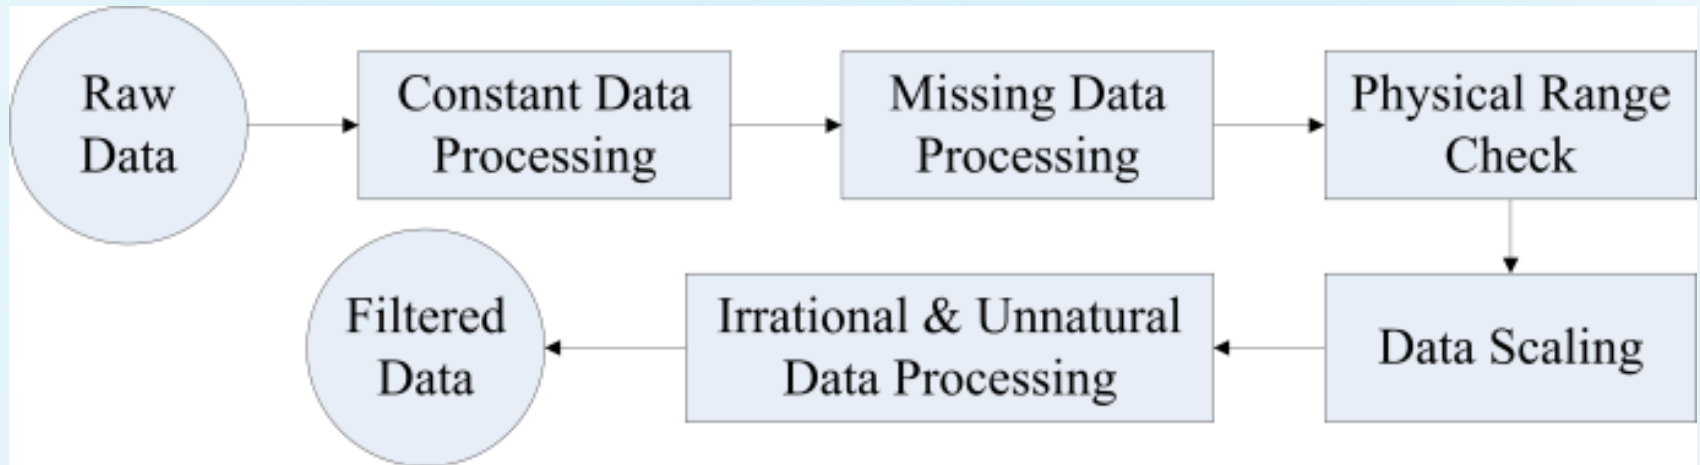 Raw
Data
Constant Data
Processing
Missing Data
Processing
Physical Range
Check
Data Scaling
Irrational & Unnatural
Data Processing
Filtered
Data